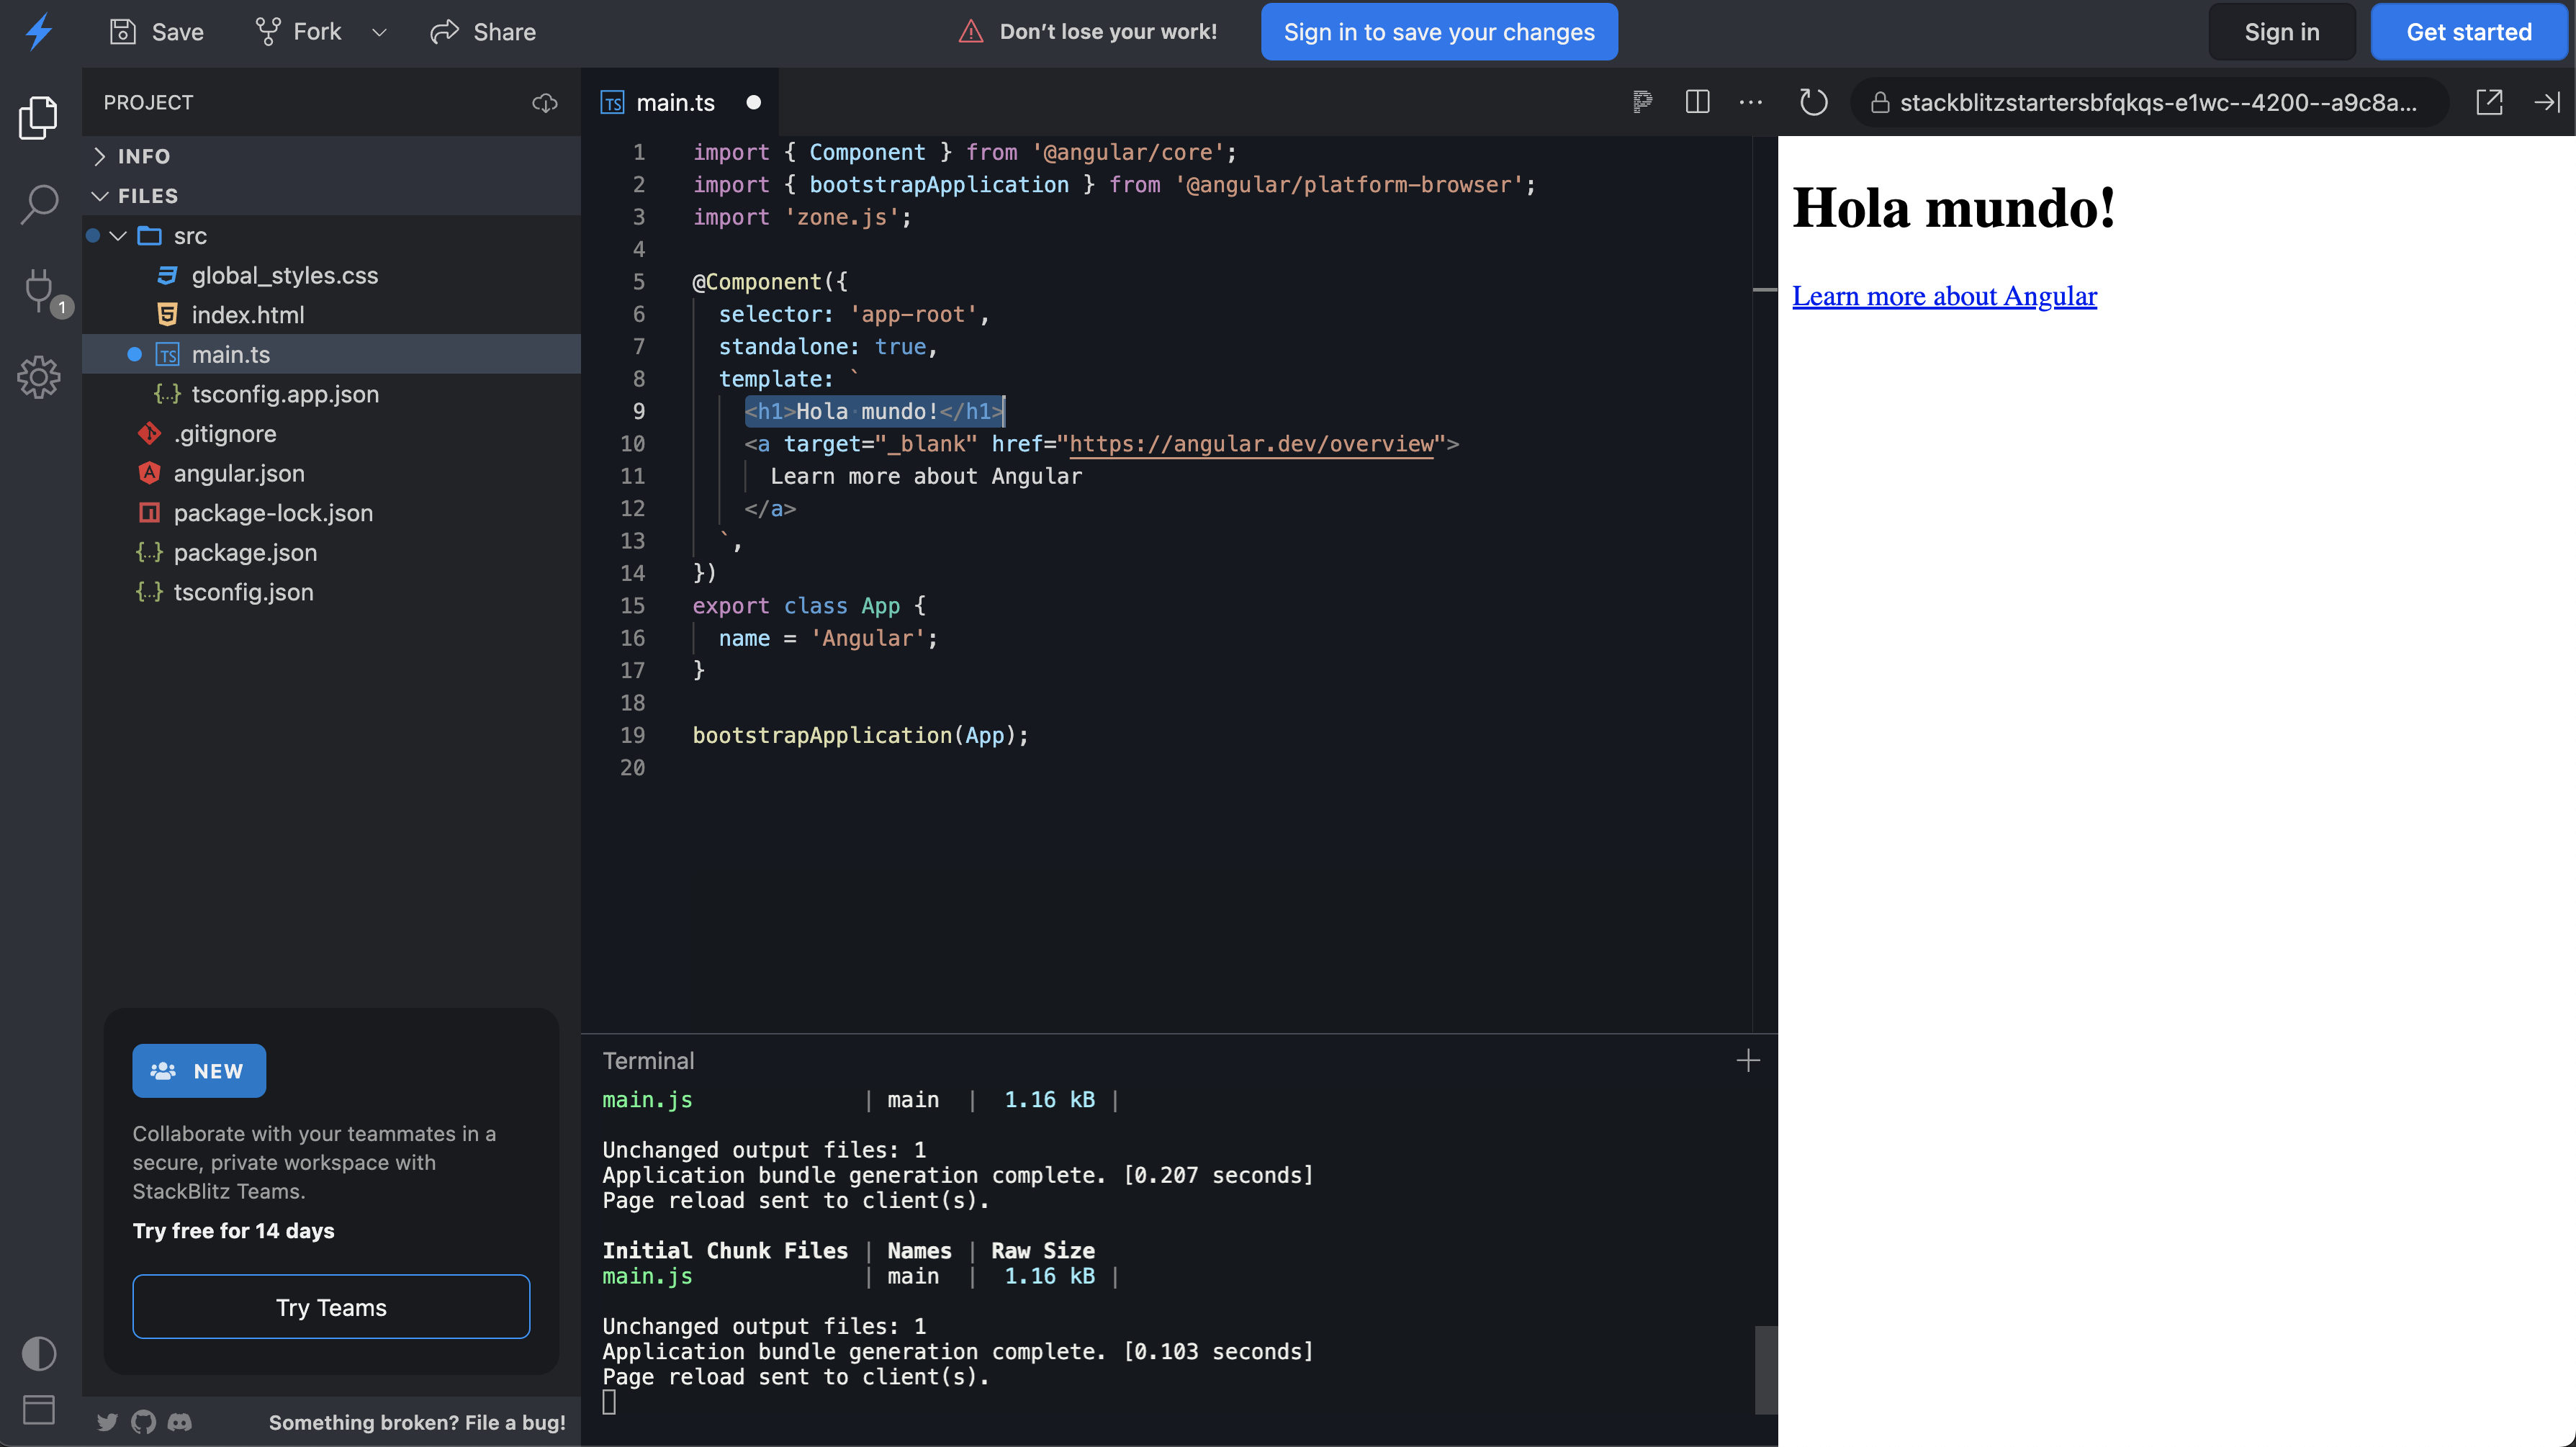 Save
Fork
Share
Don't lose your work!
Sign in to save your changes
Sign in
Get started
PROJECT
INFO
FILES
src
global_styles.css
index.html
TS main.ts
{..} tsconfig.app.json
.gitignore
angular.json
package-lock.json
{..} package.json
{..} tsconfig.json
1
NEW
Collaborate with your teammates in a
secure, private workspace with
StackBlitz Teams.
Try free for 14 days
Try Teams
Something broken? File a bug!
TS main.ts
1 import { Component } from '@angular/core';
2 import { bootstrapApplication } from '@angular/platform-browser';
3 import 'zone.js';
4
5 @Component({
6 selector: 'app-root',
7 standalone: true,
8 template: `
9 <h1>Hola mundo!</h1>
10 <a target="_blank" href="https://angular.dev/overview">
11 Learn more about Angular
12 </a>
13 `,
14 })
15 export class App {
16 name = 'Angular';
17 }
18
19 bootstrapApplication(App);
20
Terminal
main.js | main | 1.16 kB |
Unchanged output files: 1
Application bundle generation complete. [0.207 seconds]
Page reload sent to client(s).
Initial Chunk Files | Names | Raw Size
main.js | main | 1.16 kB |
Unchanged output files: 1
Application bundle generation complete. [0.103 seconds]
Page reload sent to client(s).
stackblitzstartersbfqkqs-e1wc--4200--a9c8a...
Hola mundo!
Learn more about Angular